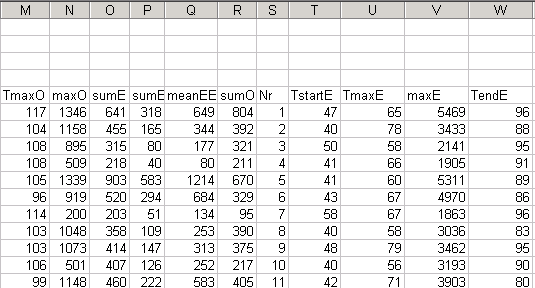 M N O P Q R S T U V W
TmaxO maxO sumE sumE meanEE sumO Nr TstartE TmaxE maxE TendE
117 1346 641 318 649 804 1 47 65 5469 96
104 1158 455 165 344 392 2 40 78 3433 88
108 895 315 80 177 321 3 50 58 2141 95
108 509 218 40 80 211 4 41 66 1905 91
105 1339 903 583 1214 670 5 41 60 5311 89
96 919 520 294 684 329 6 43 67 4970 86
114 200 203 51 134 95 7 58 67 1863 96
103 1048 358 109 253 390 8 40 58 3036 83
103 1073 414 147 313 375 9 48 79 3462 95
106 501 407 126 252 217 10 40 56 3193 90
99 1148 460 222 583 405 11 42 71 3903 80